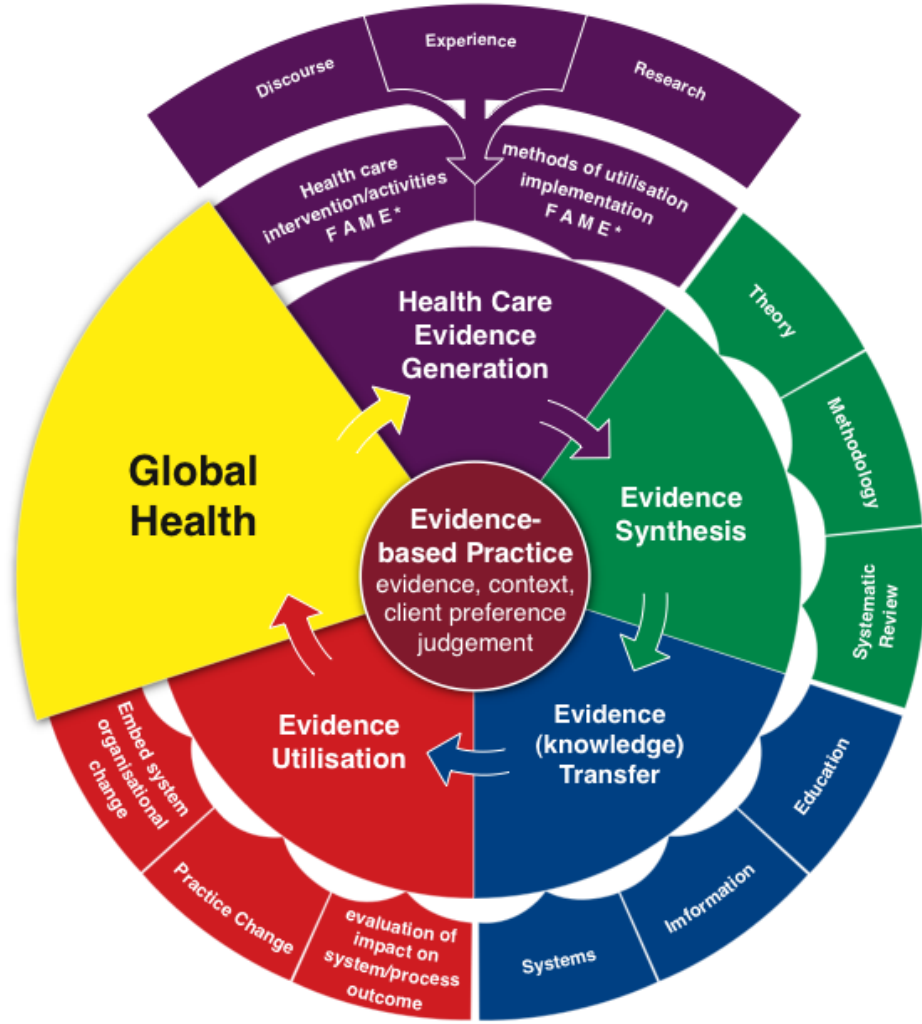 Discourse
Experience
Research
Health care
intervention/activities
F A M E*
methods of utilisation
implementation
F A M E*
Health Care
Evidence
Generation
Theory
Methodology
Systematic
Review
Global
Health
Evidence
Synthesis
Evidence-
based Practice
evidence, context,
client preference
judgement
Evidence
Utilisation
Evidence
(knowledge)
Transfer
Embed system
organisational
change
Practice Change
evaluation of
impact on
system/process
outcome
Systems
Imformation
Education